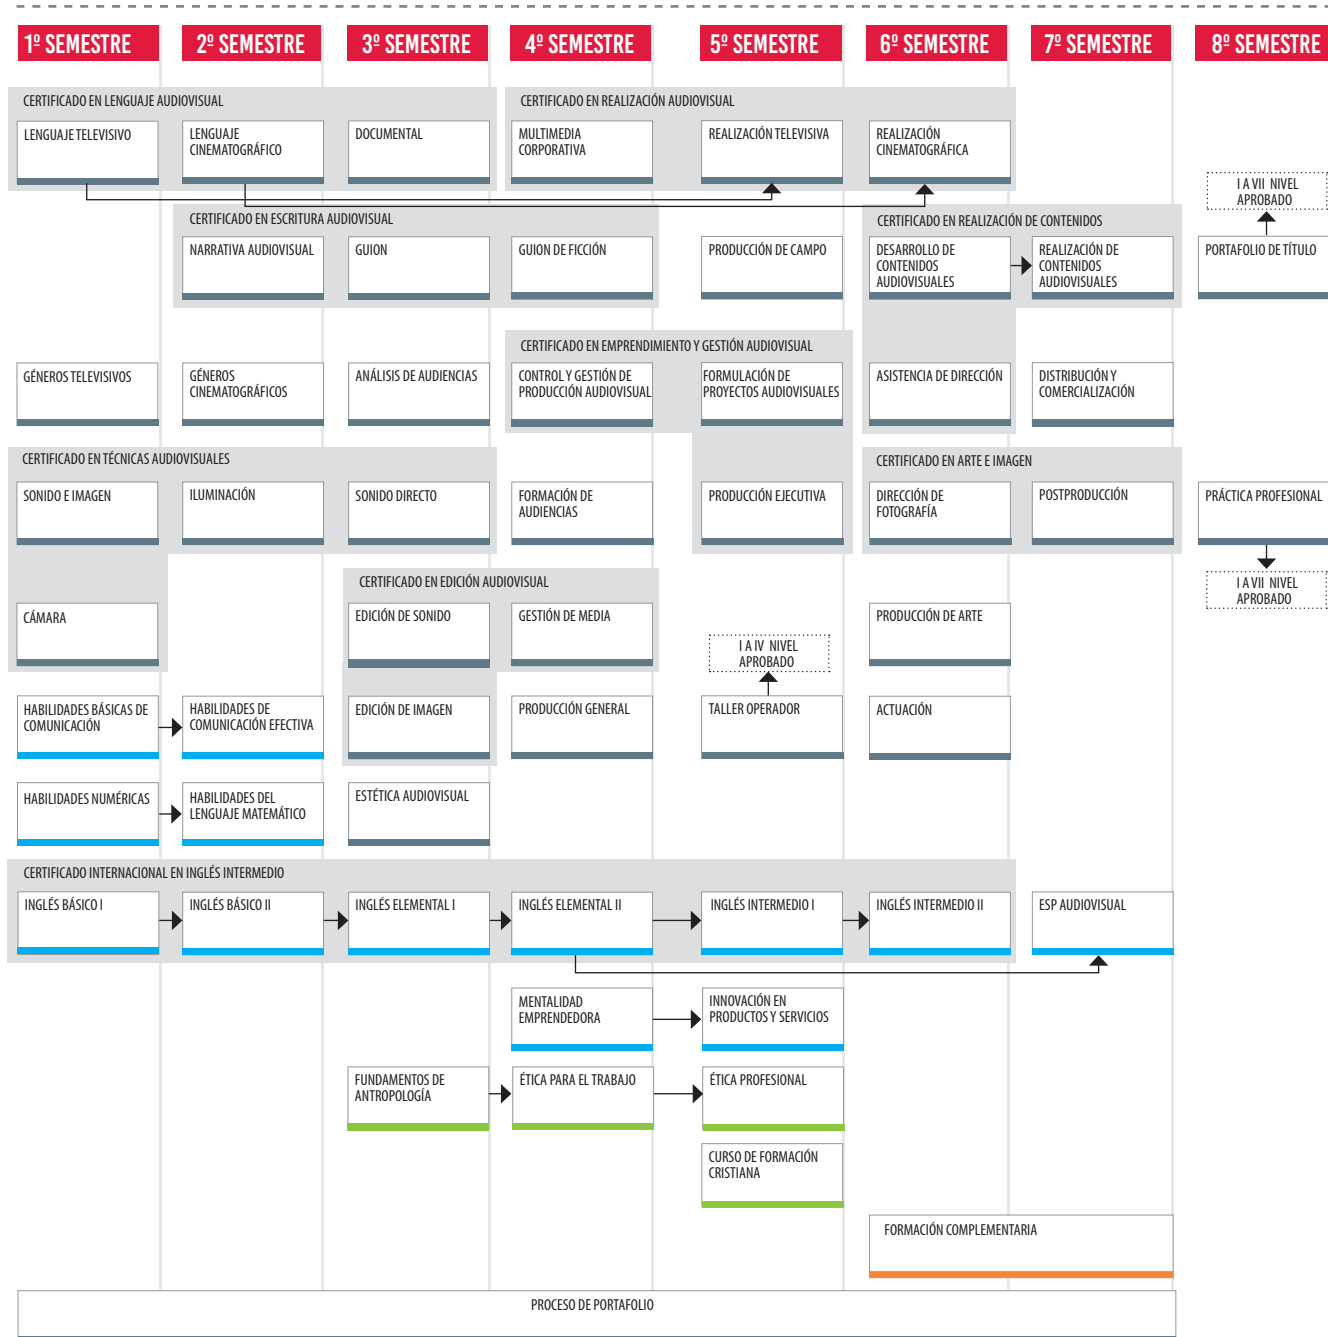 1º SEMESTRE
2º SEMESTRE
3º SEMESTRE
4º SEMESTRE
5º SEMESTRE
6º SEMESTRE
7º SEMESTRE
8º SEMESTRE
CERTIFICADO EN LENGUAJE AUDIOVISUAL
CERTIFICADO EN REALIZACIÓN AUDIOVISUAL
LENGUAJE TELEVISIVO
LENGUAJE
CINEMATOGRÁFICO
DOCUMENTAL
MULTIMEDIA
CORPORATIVA
REALIZACIÓN TELEVISIVA
REALIZACIÓN
CINEMATOGRÁFICA
I A VII NIVEL
APROBADO
CERTIFICADO EN ESCRITURA AUDIOVISUAL
CERTIFICADO EN REALIZACIÓN DE CONTENIDOS
NARRATIVA AUDIOVISUAL
GUION
GUION DE FICCIÓN
PRODUCCIÓN DE CAMPO
DESARROLLO DE
CONTENIDOS
AUDIOVISUALES
REALIZACIÓN DE
CONTENIDOS
AUDIOVISUALES
PORTAFOLIO DE TÍTULO
CERTIFICADO EN EMPRENDIMIENTO Y GESTIÓN AUDIOVISUAL
GÉNEROS TELEVISIVOS
GÉNEROS
CINEMATOGRÁFICOS
ANÁLISIS DE AUDIENCIAS
CONTROL Y GESTIÓN DE
PRODUCCIÓN AUDIOVISUAL
FORMULACIÓN DE
PROYECTOS AUDIOVISUALES
ASISTENCIA DE DIRECCIÓN
DISTRIBUCIÓN Y
COMERCIALIZACIÓN
CERTIFICADO EN TÉCNICAS AUDIOVISUALES
CERTIFICADO EN ARTE E IMAGEN
SONIDO E IMAGEN
ILUMINACIÓN
SONIDO DIRECTO
FORMACIÓN DE
AUDIENCIAS
PRODUCCIÓN EJECUTIVA
DIRECCIÓN DE
FOTOGRAFÍA
POSTPRODUCCIÓN
PRÁCTICA PROFESIONAL
CERTIFICADO EN EDICIÓN AUDIOVISUAL
I A VII NIVEL
APROBADO
CÁMARA
EDICIÓN DE SONIDO
GESTIÓN DE MEDIA
I A IV NIVEL
APROBADO
PRODUCCIÓN DE ARTE
HABILIDADES BÁSICAS DE
COMUNICACIÓN
HABILIDADES DE
COMUNICACIÓN EFECTIVA
EDICIÓN DE IMAGEN
PRODUCCIÓN GENERAL
TALLER OPERADOR
ACTUACIÓN
HABILIDADES NUMÉRICAS
HABILIDADES DEL
LENGUAJE MATEMÁTICO
ESTÉTICA AUDIOVISUAL
CERTIFICADO INTERNACIONAL EN INGLÉS INTERMEDIO
INGLÉS BÁSICO I
INGLÉS BÁSICO II
INGLÉS ELEMENTAL I
INGLÉS ELEMENTAL II
INGLÉS INTERMEDIO I
INGLÉS INTERMEDIO II
ESP AUDIOVISUAL
MENTALIDAD
EMPRENDEDORA
INNOVACIÓN EN
PRODUCTOS Y SERVICIOS
FUNDAMENTOS DE
ANTROPOLOGÍA
ÉTICA PARA EL TRABAJO
ÉTICA PROFESIONAL
CURSO DE FORMACIÓN
CRISTIANA
FORMACIÓN COMPLEMENTARIA
PROCESO DE PORTAFOLIO